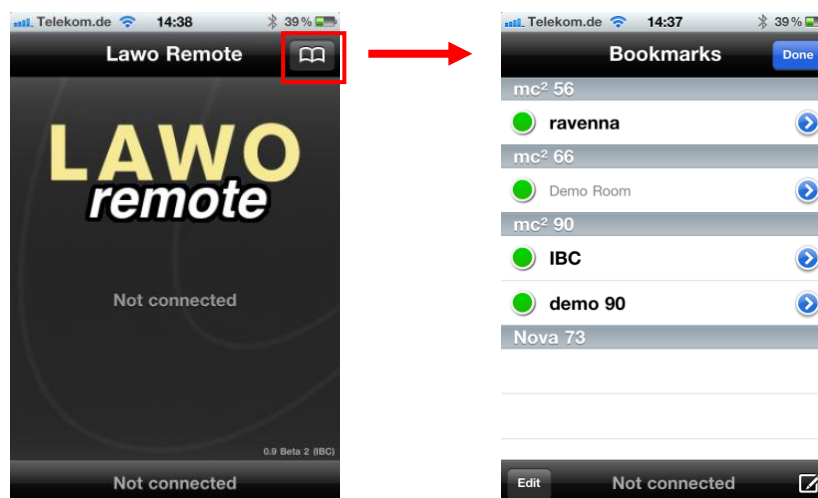 Telekom.de 14:38 39%
Lawo Remote
LAWO
remote
Not connected
0.9 Beta 2 (IBC)
Not connected
Telekom.de 14:37 39%
Bookmarks Done
mc² 56
ravenna
mc² 66
Demo Room
mc² 90
IBC
demo 90
Nova 73
Edit Not connected